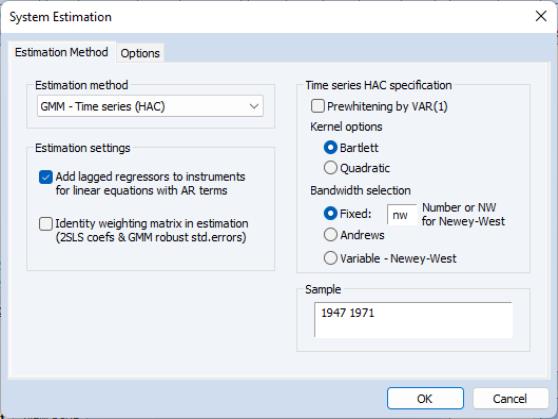 System Estimation
Estimation Method
Options
Estimation method
GMM - Time series (HAC)
Estimation settings
Add lagged regressors to instruments
for linear equations with AR terms
Identity weighting matrix in estimation
(2SLS coefs & GMM robust std.errors)
Time series HAC specification
Prewhitening by VAR(1)
Kernel options
Bartlett
Quadratic
Bandwidth selection
Fixed: nw Number or NW
for Newey-West
Andrews
Variable - Newey-West
Sample
1947 1971
OK
Cancel